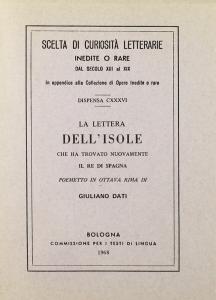 SCELTA DI CURIOSITÀ LETTERARIE
INEDITE O RARE
DAL SECOLO XIII AL XIX
in appendice alla Collezione di Opere inedite o rare
DISPENSA CXXXVI
LA LETTERA
DELL'ISOLE
CHE HA TROVATO NUOVAMENTE
IL RE DI SPAGNA
POEMETTO IN OTTAVA RIMA DI
GIULIANO DATI
BOLOGNA
COMMISSIONE PER I TESTI DI LINGUA
1968